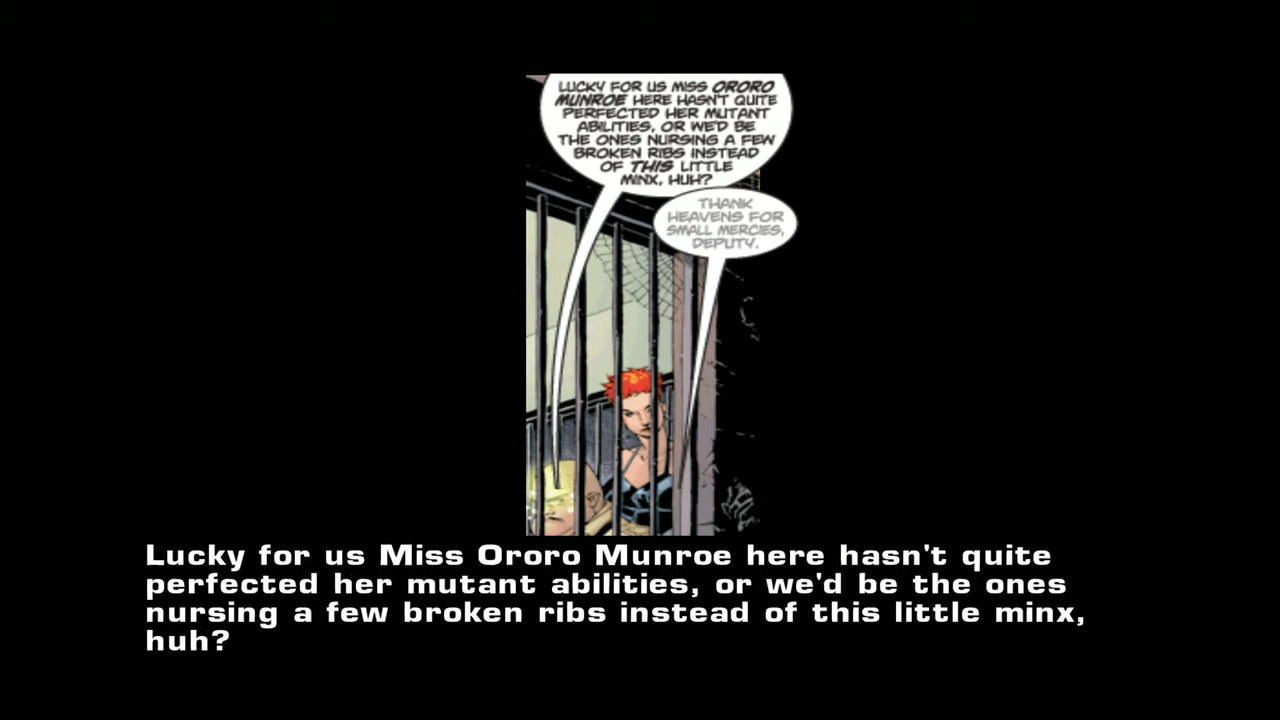 LUCKY FOR US MISS ORORO
MUNROE HERE HASN'T QUITE
PERFECTED HER MUTANT
ABILITIES, OR WE'D BE
THE ONES NURSING A FEW
BROKEN RIBS INSTEAD
OF THIS LITTLE
MINX, HUH?
THANK
HEAVENS FOR
SMALL MERCIES,
DEPUTY.
Lucky for us Miss Ororo Munroe here hasn't quite
perfected her mutant abilities, or we'd be the ones
nursing a few broken ribs instead of this little minx,
huh?